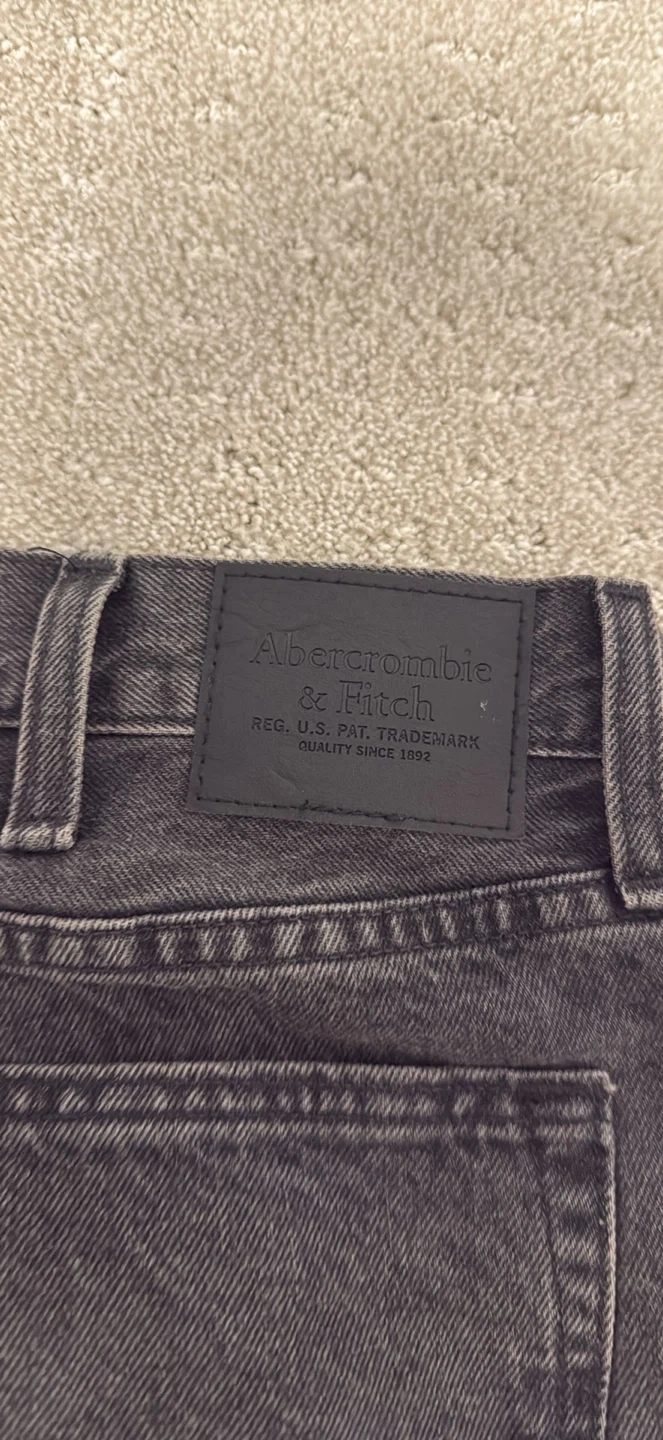 Abercrombie
& Fitch
REG. U.S. PAT. TRADEMARK
QUALITY SINCE 1892